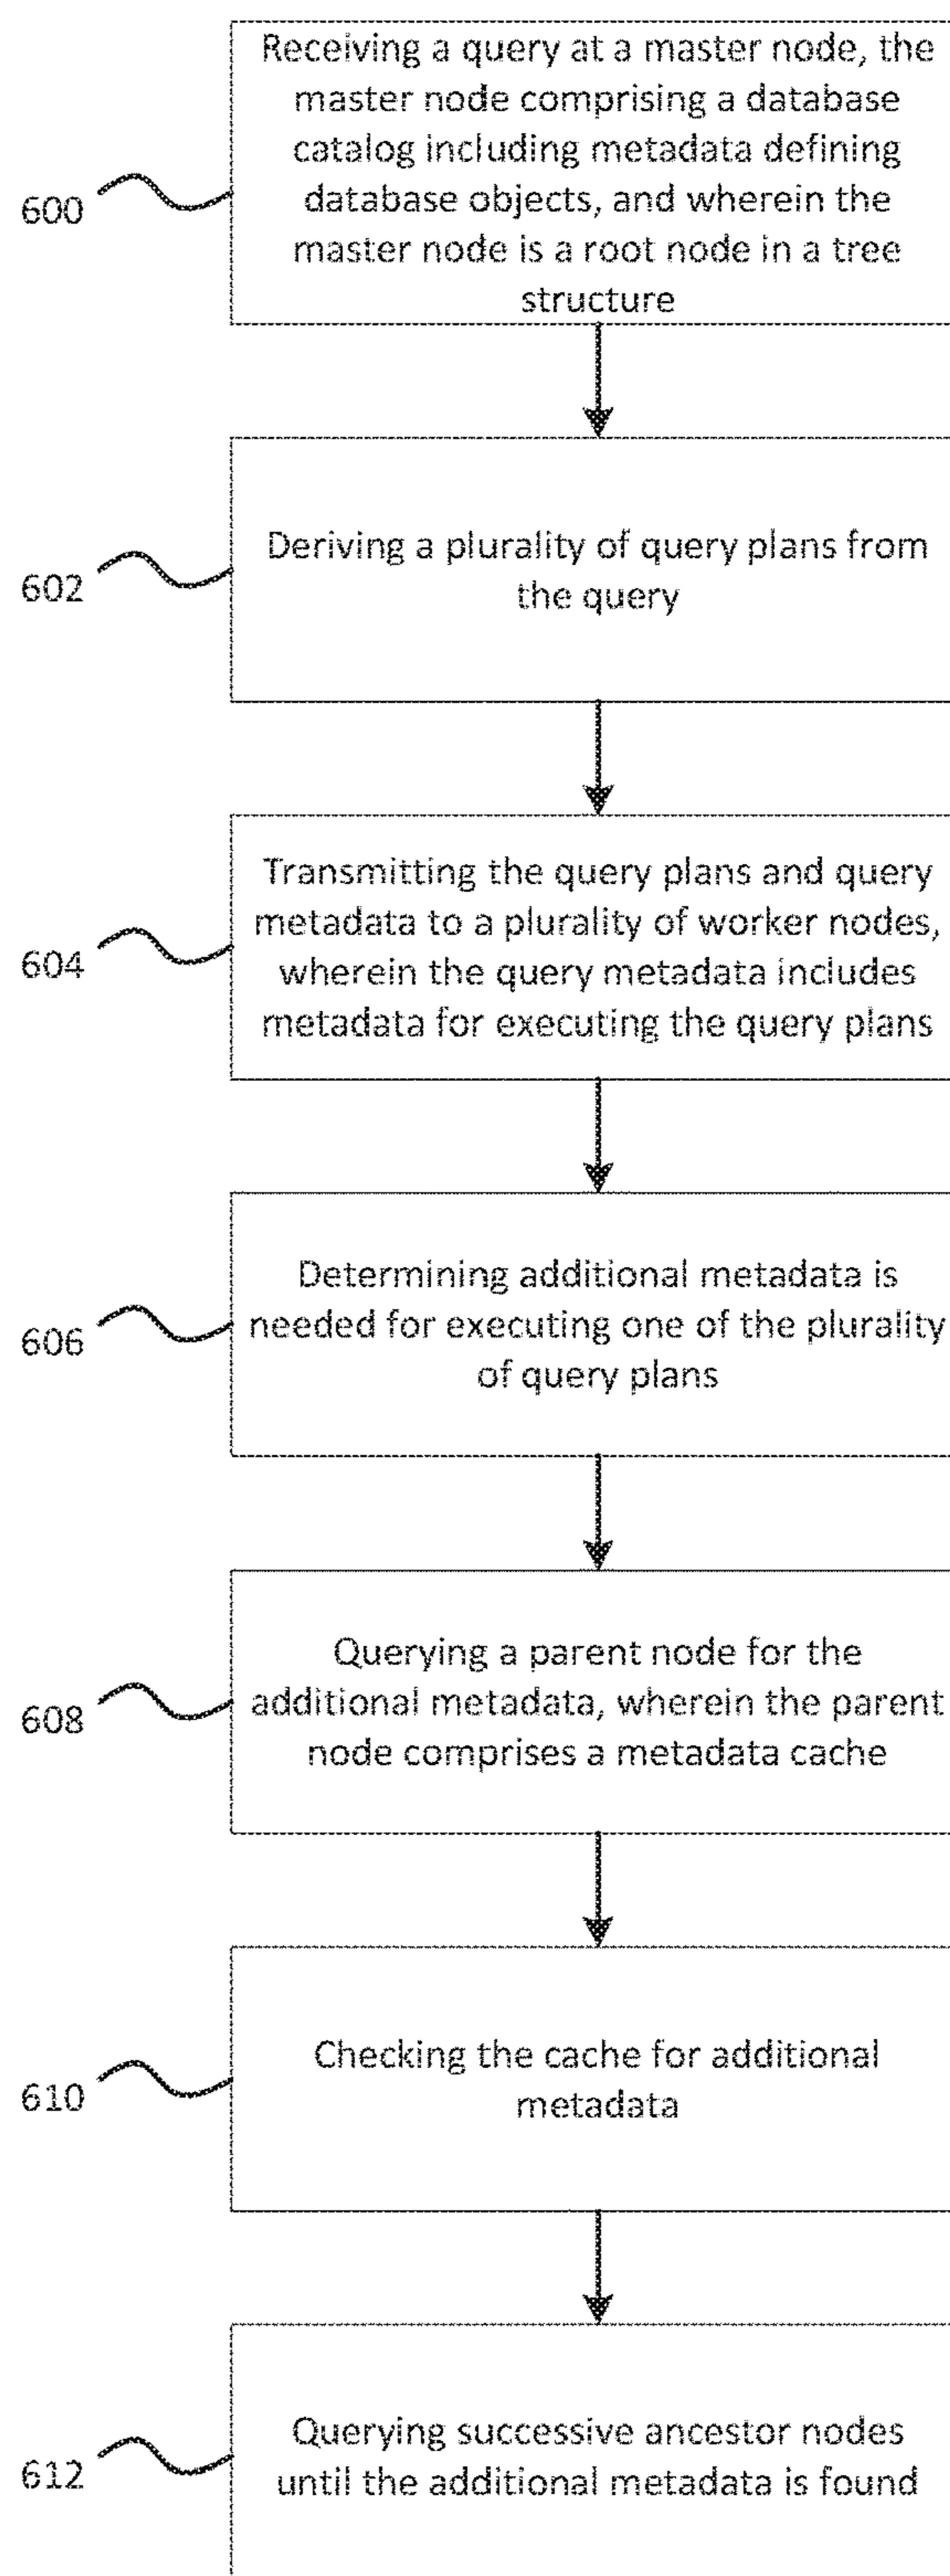 Receiving a query at a master node, the
master node comprising a database
catalog including metadata defining
database objects, and wherein the
master node is a root node in a tree
structure
600
Deriving a plurality of query plans from
the query
602
Transmitting the query plans and query
metadata to a plurality of worker nodes,
wherein the query metadata includes
metadata for executing the query plans
604
Determining additional metadata is
needed for executing one of the plurality
of query plans
606
Querying a parent node for the
additional metadata, wherein the parent
node comprises a metadata cache
608
Checking the cache for additional
metadata
610
Querying successive ancestor nodes
until the additional metadata is found
612